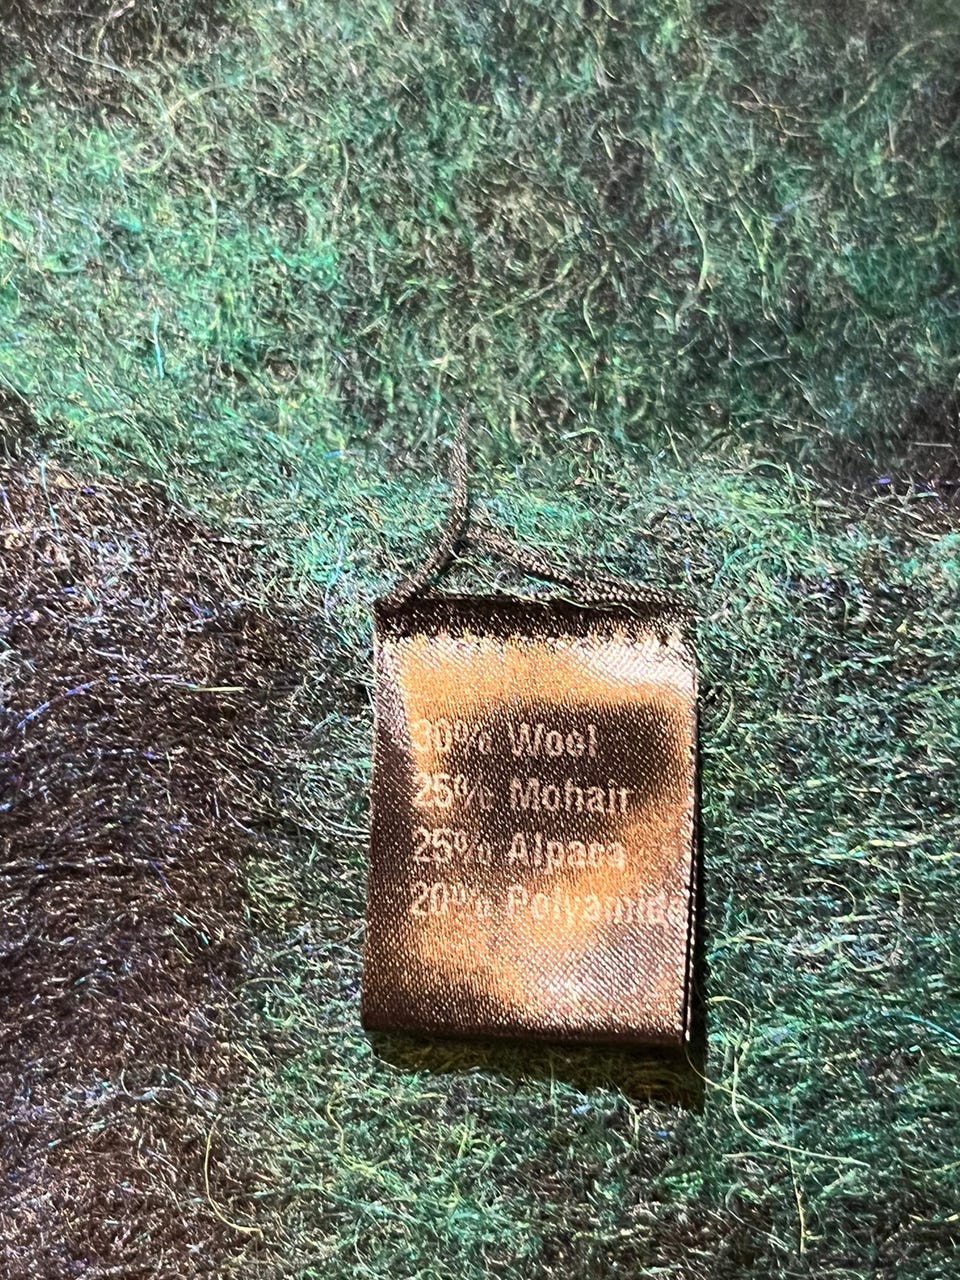 30% Wool
25% Mohair
25% Alpaca
20% Polyamide